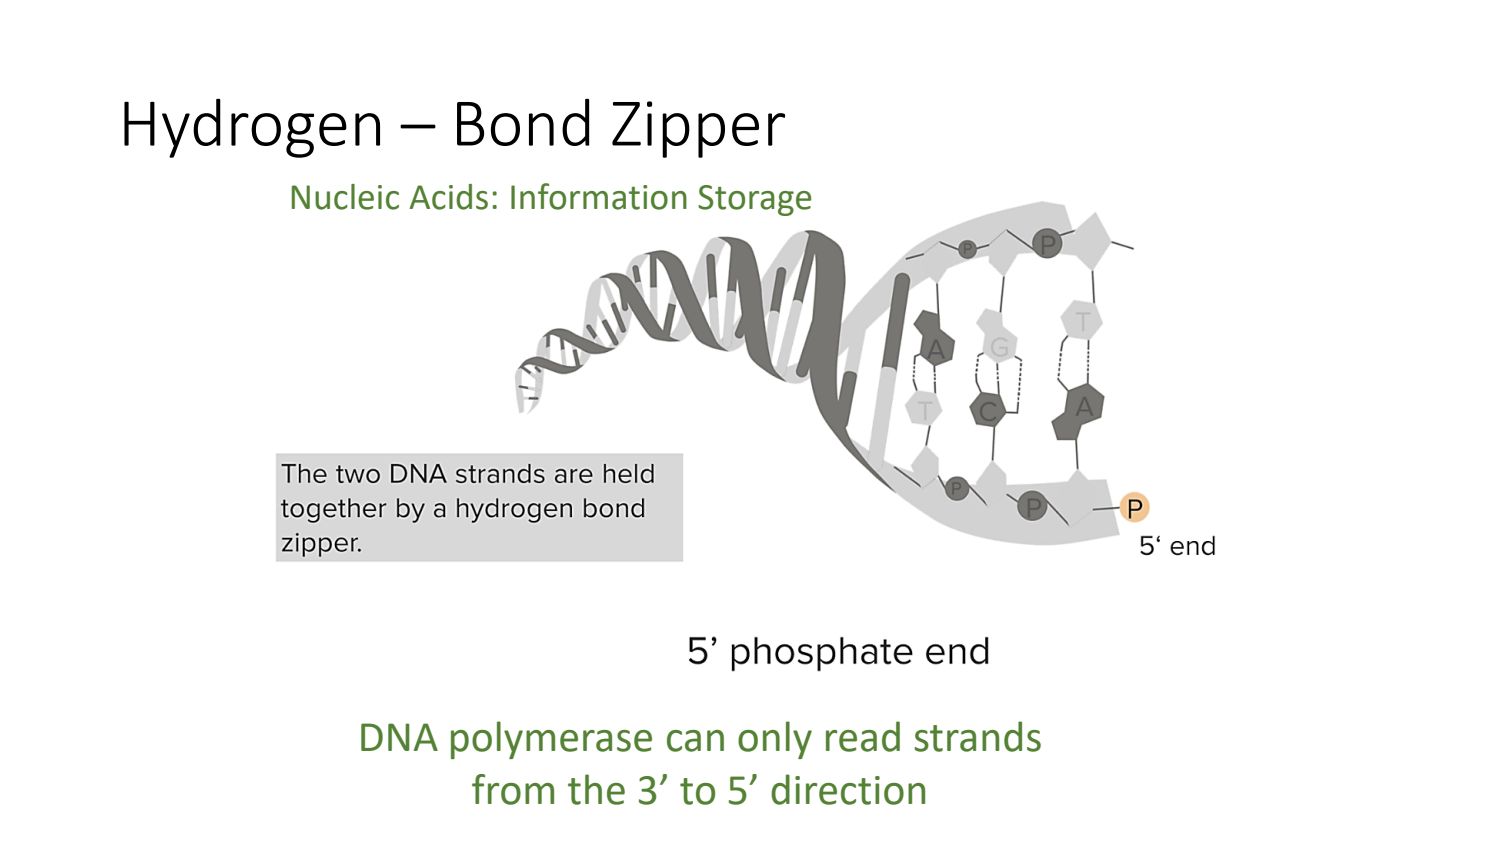 Hydrogen – Bond Zipper
Nucleic Acids: Information Storage
P
P
A
G
T
T
C
A
P
P
P
5‘ end
The two DNA strands are held
together by a hydrogen bond
zipper.
5’ phosphate end
DNA polymerase can only read strands
from the 3’ to 5’ direction